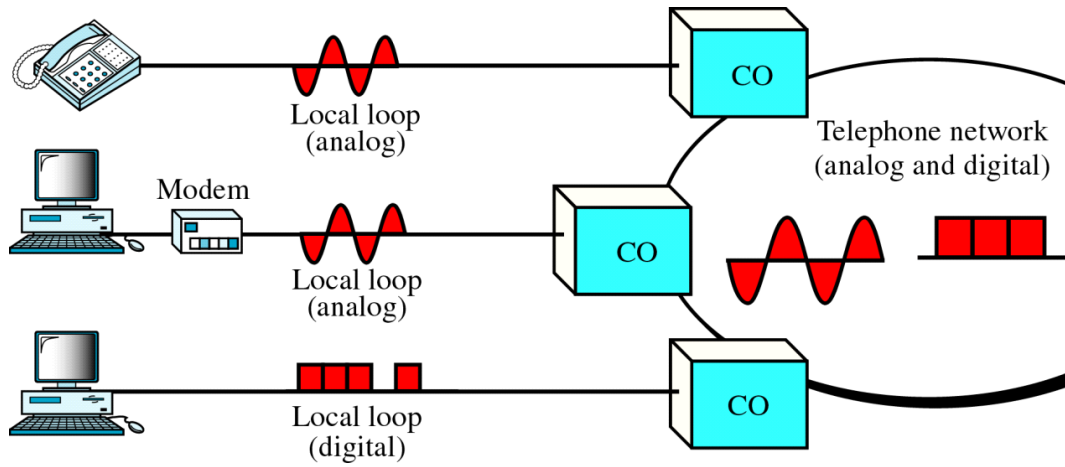 CO
Local loop
(analog)
Telephone network
(analog and digital)
Modem
CO
Local loop
(analog)
CO
Local loop
(digital)